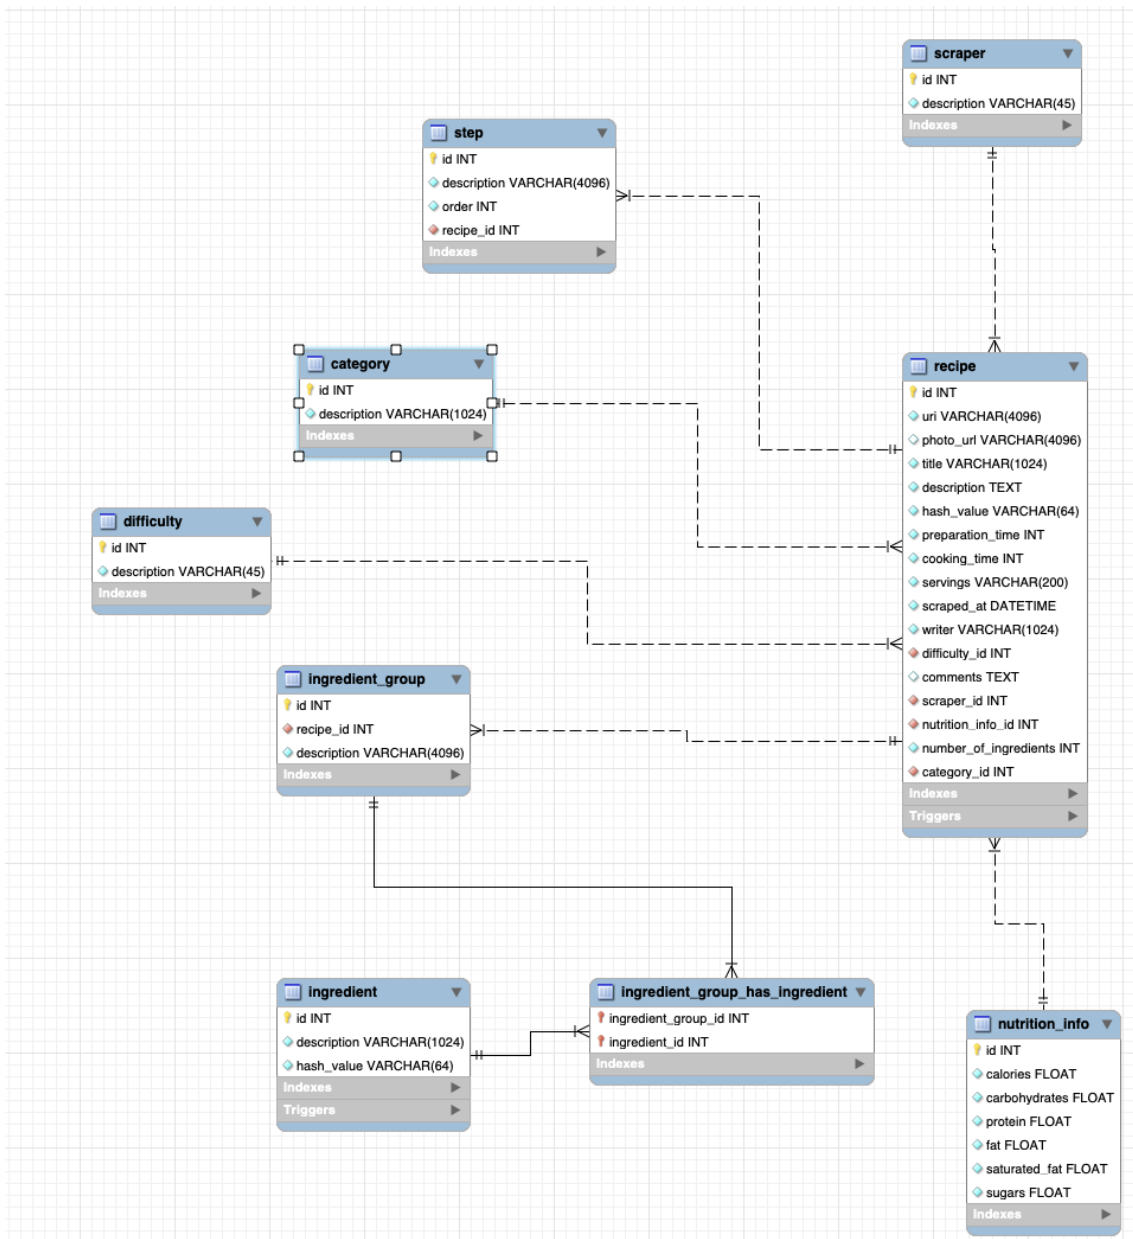 scraper
id INT
description VARCHAR(45)
Indexes
step
id INT
description VARCHAR(4096)
order INT
recipe_id INT
Indexes
category
id INT
description VARCHAR(1024)
Indexes
recipe
id INT
uri VARCHAR(4096)
photo_url VARCHAR(4096)
title VARCHAR(1024)
description TEXT
hash_value VARCHAR(64)
preparation_time INT
cooking_time INT
servings VARCHAR(200)
scraped_at DATETIME
writer VARCHAR(1024)
difficulty_id INT
comments TEXT
scraper_id INT
nutrition_info_id INT
number_of_ingredients INT
category_id INT
Indexes
Triggers
difficulty
id INT
description VARCHAR(45)
Indexes
ingredient_group
id INT
recipe_id INT
description VARCHAR(4096)
Indexes
ingredient
id INT
description VARCHAR(1024)
hash_value VARCHAR(64)
Indexes
Triggers
ingredient_group_has_ingredient
ingredient_group_id INT
ingredient_id INT
Indexes
nutrition_info
id INT
calories FLOAT
carbohydrates FLOAT
protein FLOAT
fat FLOAT
saturated_fat FLOAT
sugars FLOAT
Indexes